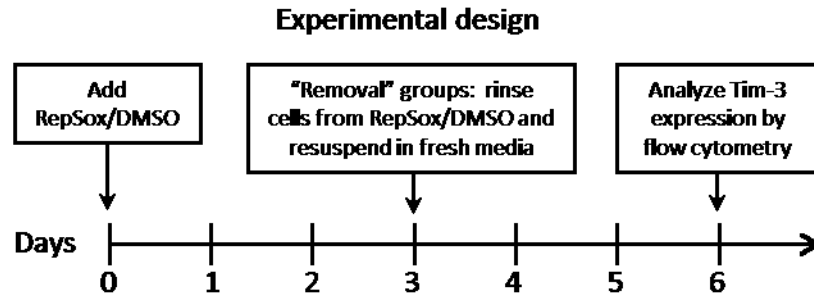 Experimental design
Add
RepSox/DMSO
“Removal” groups: rinse
cells from RepSox/DMSO and
resuspend in fresh media
Analyze Tim-3
expression by
flow cytometry
Days
0 1 2 3 4 5 6